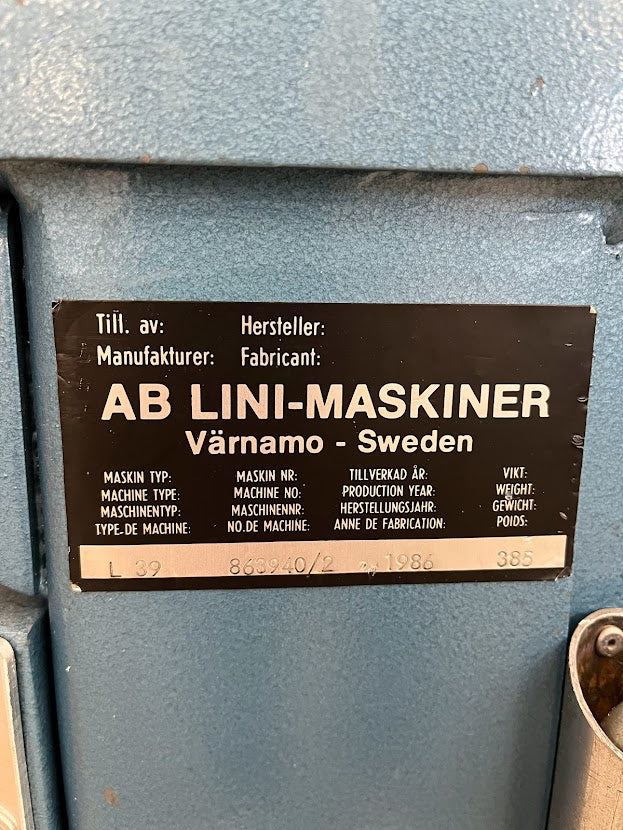 Till. av: Hersteller:
Manufakturer: Fabricant:
AB LINI-MASKINER
Värnamo - Sweden
MASKIN TYP: MASKIN NR: TILLVERKAD ÅR: VIKT:
MACHINE TYPE: MACHINE NO: PRODUCTION YEAR: WEIGHT:
MASCHINENTYP: MASCHINENNR: HERSTELLUNGSJAHR: GEWICHT:
TYPE-DE MACHINE: NO.DE MACHINE: ANNE DE FABRICATION: POIDS:
L 39 863940/2 1986 385